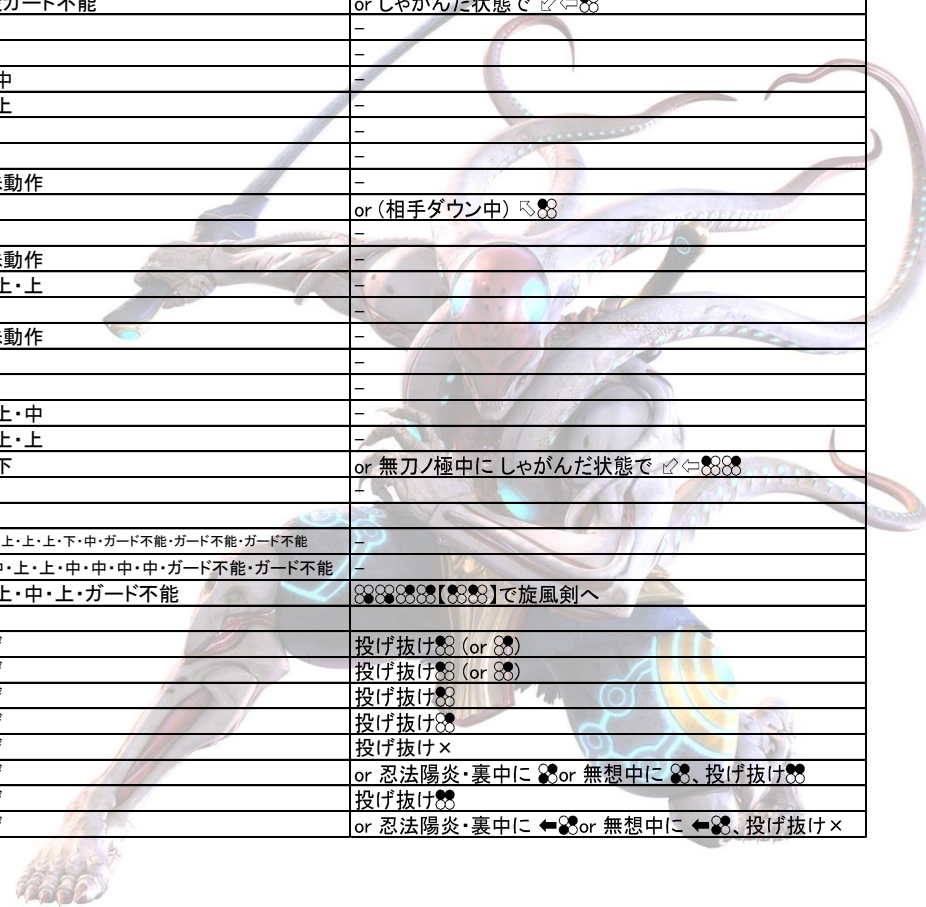 ガード不能 or しゃがんだ状態で ⬃⇦
–
–
中 –
上 –
–
–
動作 –
or (相手ダウン中) ⬁
–
動作 –
上・上 –
–
動作 –
–
–
上・中 –
上・上 –
下 or 無刀ノ極中に しゃがんだ状態で ⬃⇦
–
上・上・上・下・中・ガード不能・ガード不能・ガード不能 –
中・上・上・中・中・中・中・ガード不能・ガード不能 –
上・中・上・ガード不能 【】で旋風剣へ
投げ抜け (or )
投げ抜け (or )
投げ抜け
投げ抜け
投げ抜け×
or 忍法陽炎・裏中に or 無想中に 、投げ抜け
投げ抜け
or 忍法陽炎・裏中に ⬅or 無想中に ⬅、投げ抜け×